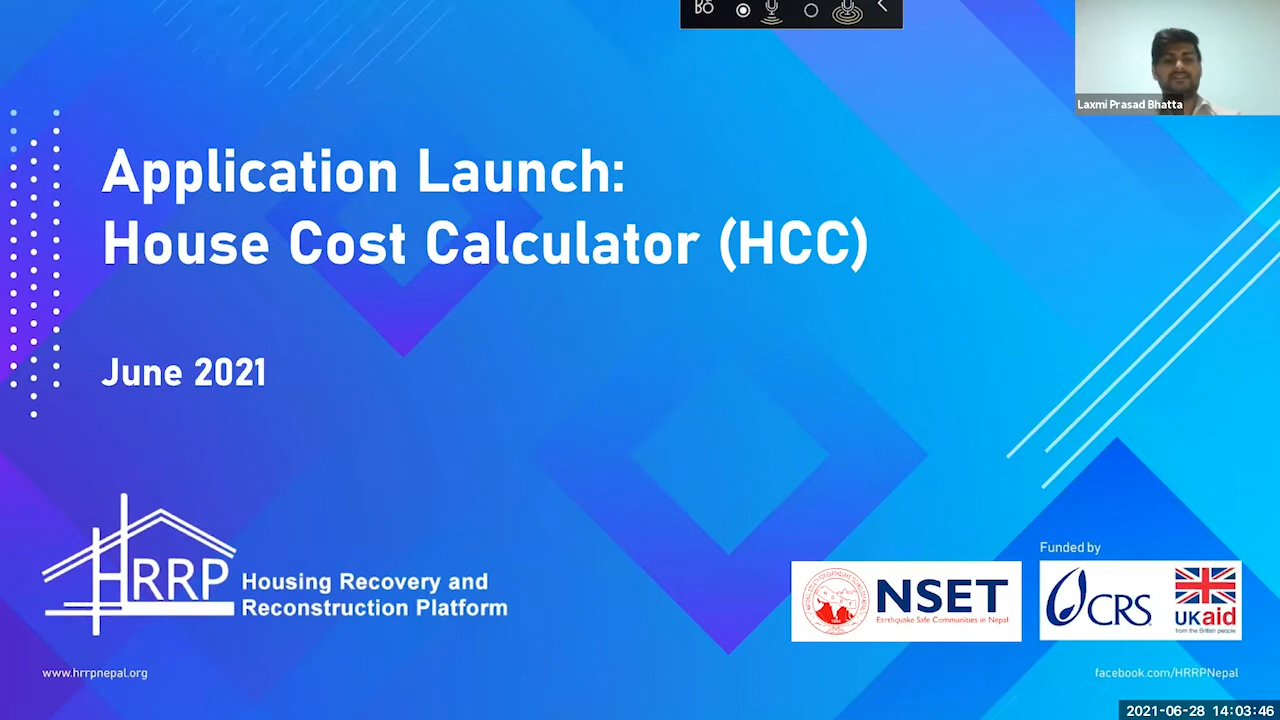 Laxmi Prasad Bhatta
Application Launch:
House Cost Calculator (HCC)
June 2021
HRRP
Housing Recovery and
Reconstruction Platform
NSET
Earthquake Safe Communities in Nepal
Funded by
CRS
UKaid
from the British people
www.hrrpnepal.org
facebook.com/HRRPNepal
2021-06-28 14:03:46